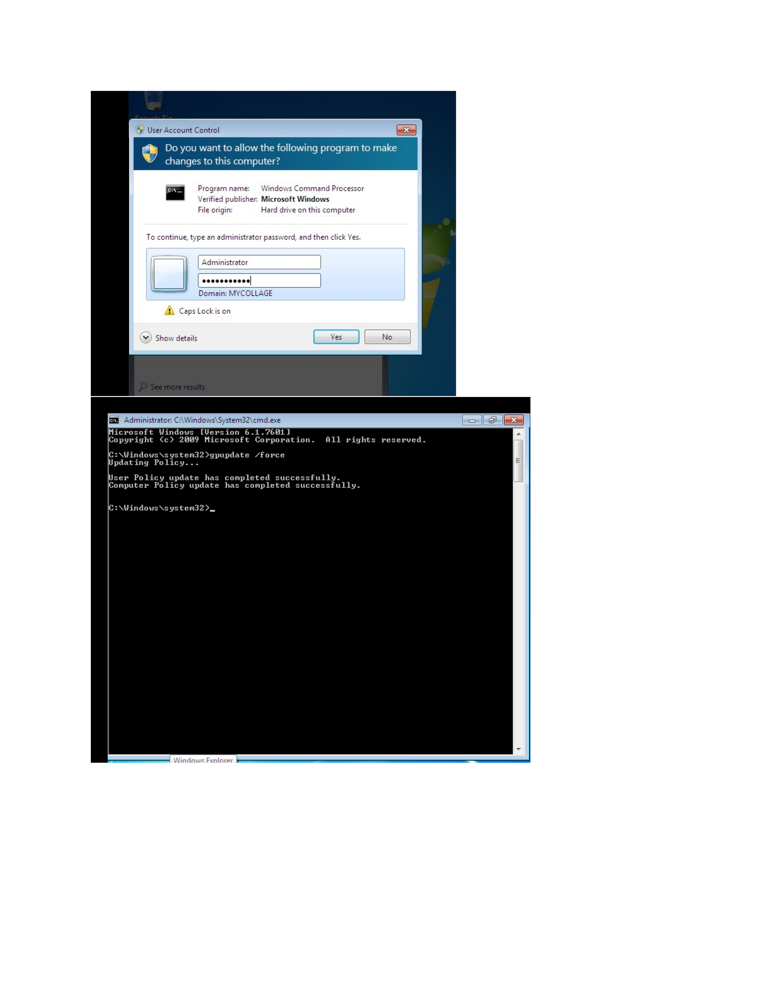 Recycle Bin
User Account Control
Do you want to allow the following program to make
changes to this computer?
C:\_
Program name: Windows Command Processor
Verified publisher: Microsoft Windows
File origin: Hard drive on this computer
To continue, type an administrator password, and then click Yes.
Administrator
●●●●●●●●●●●
Domain: MYCOLLAGE
Caps Lock is on
Show details
Yes
No
See more results
Administrator: C:\Windows\System32\cmd.exe
Microsoft Windows [Version 6.1.7601]
Copyright (c) 2009 Microsoft Corporation.  All rights reserved.
C:\Windows\system32>gpupdate /force
Updating Policy...
User Policy update has completed successfully.
Computer Policy update has completed successfully.
C:\Windows\system32>_
Windows Explorer